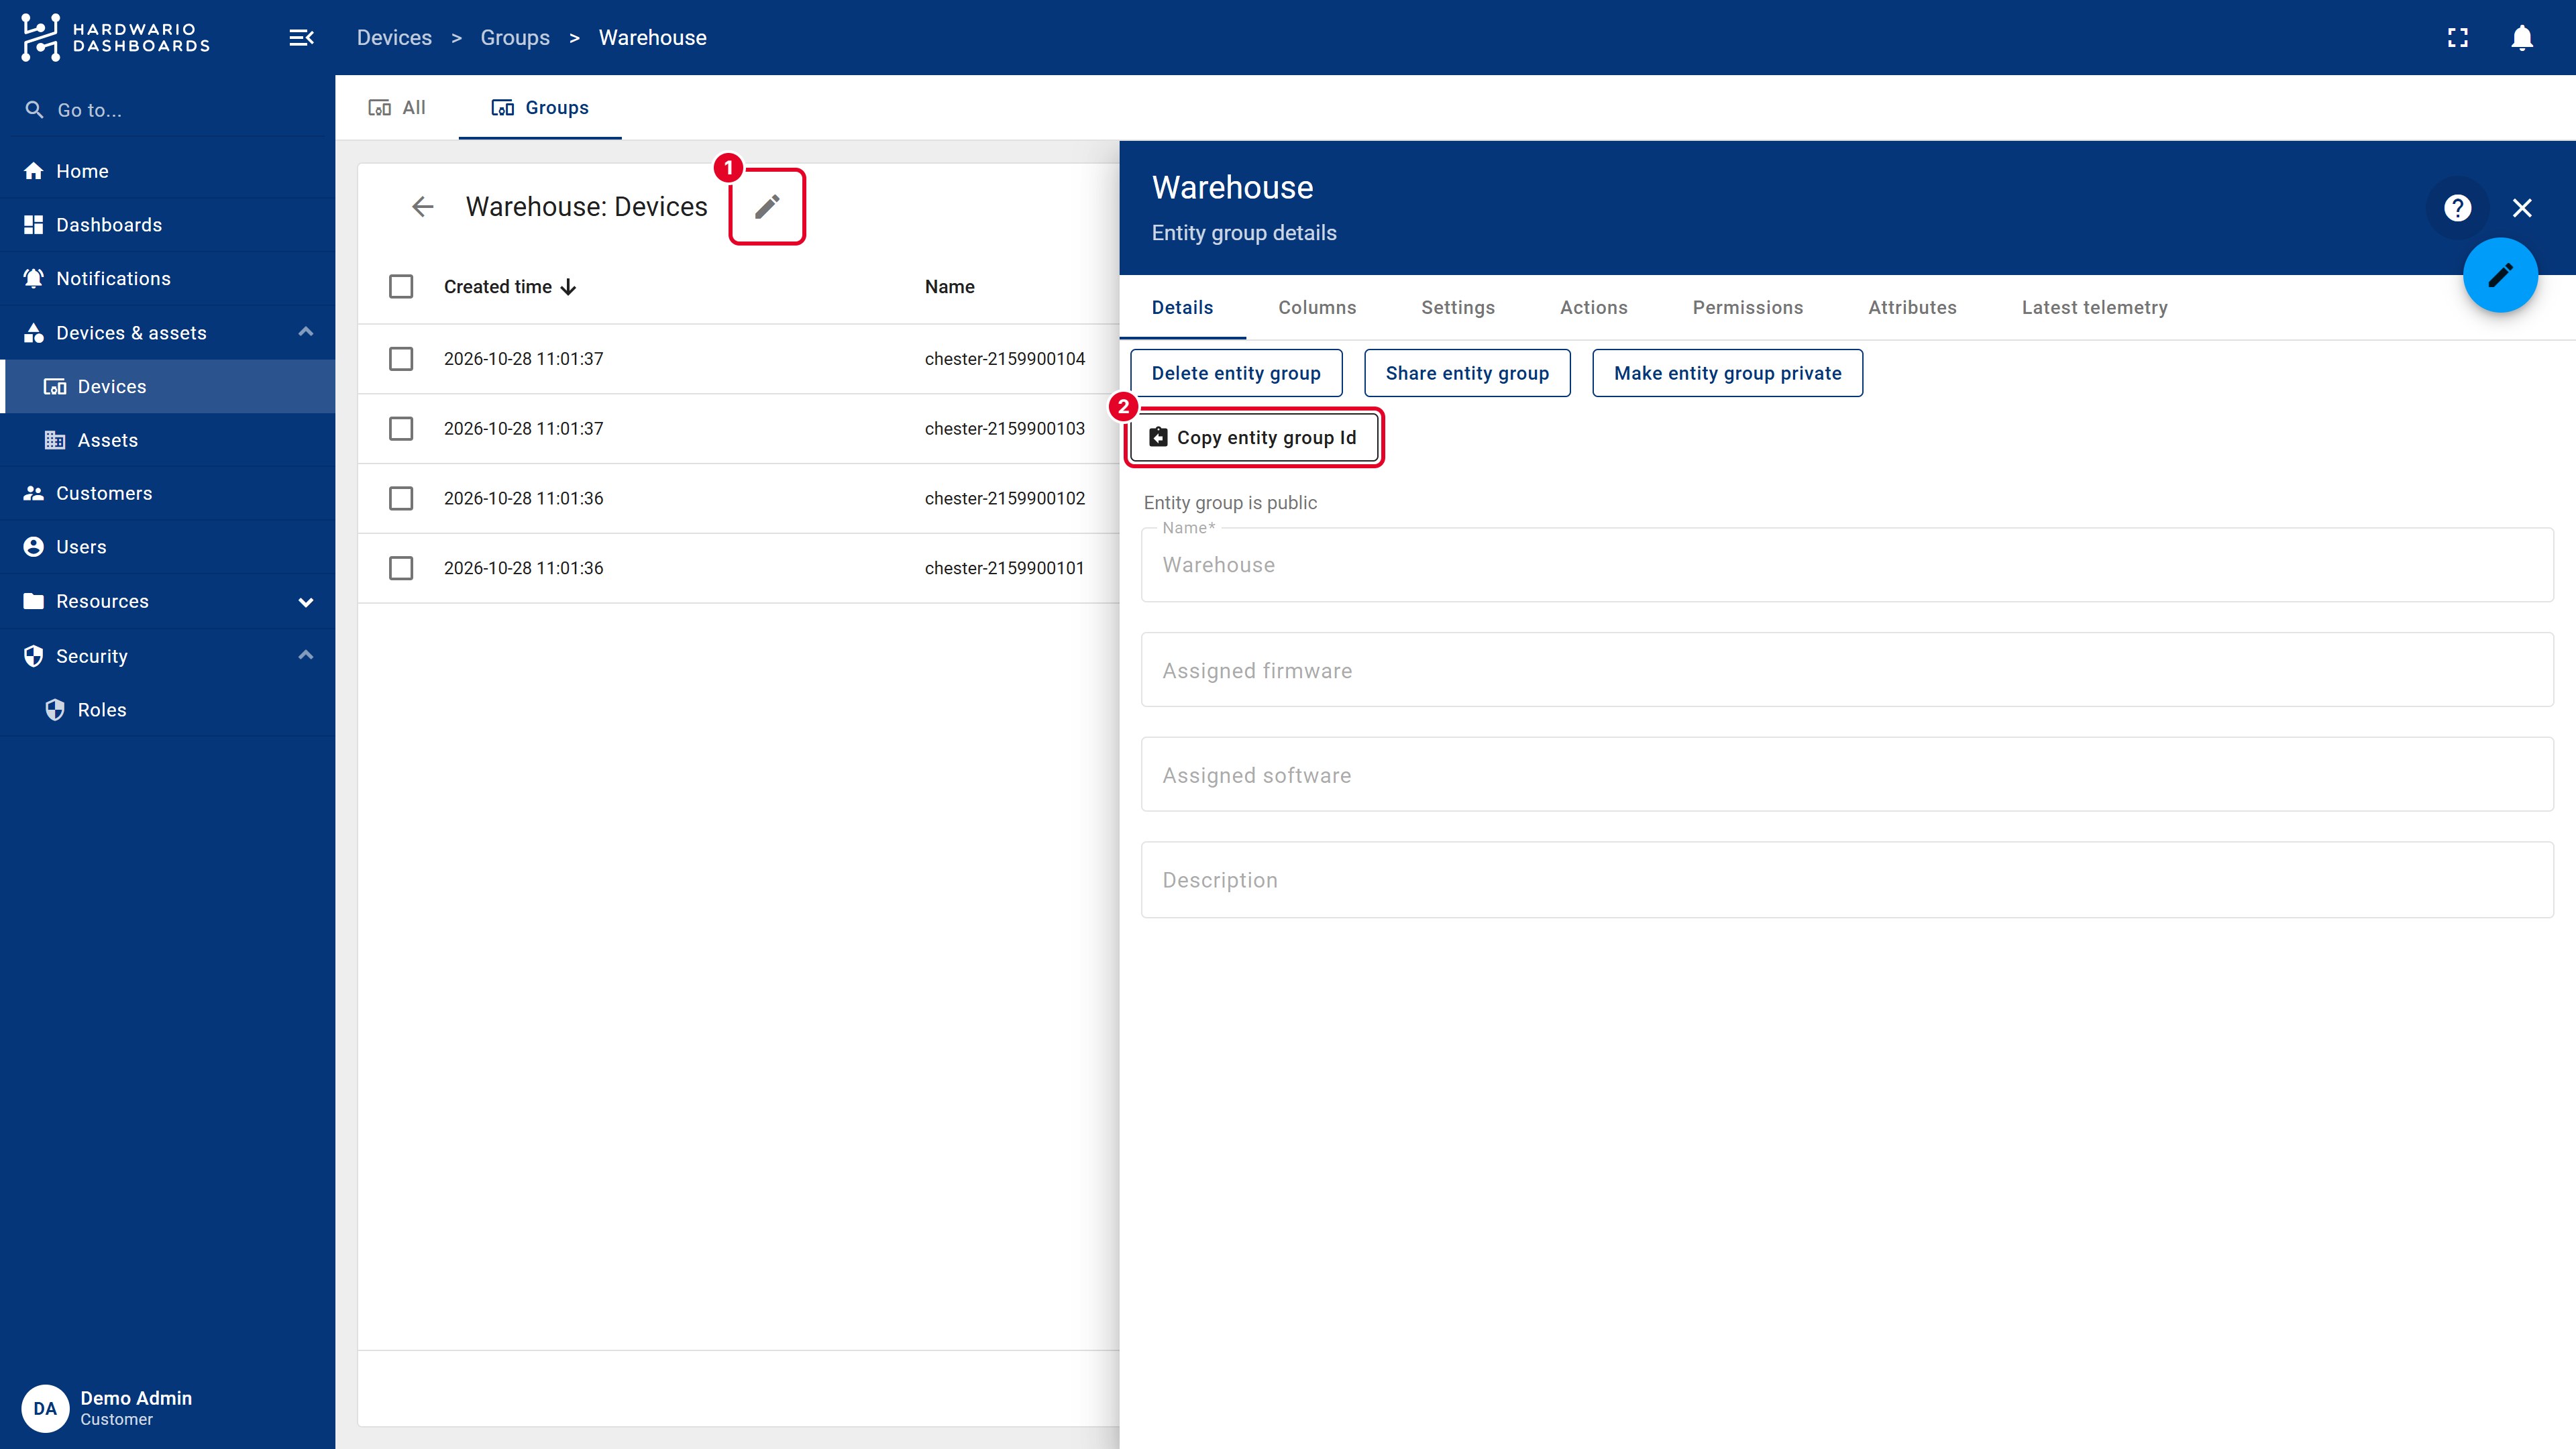 HARDWARIO
DASHBOARDS
Devices > Groups > Warehouse
Go to...
Home
Dashboards
Notifications
Devices & assets
Devices
Assets
Customers
Users
Resources
Security
Roles
DA
Demo Admin
Customer
All
Groups
1
Warehouse: Devices
Created time
Name
2026-10-28 11:01:37
chester-2159900104
2026-10-28 11:01:37
chester-2159900103
2026-10-28 11:01:36
chester-2159900102
2026-10-28 11:01:36
chester-2159900101
Warehouse
Entity group details
?
Details
Columns
Settings
Actions
Permissions
Attributes
Latest telemetry
Delete entity group
Share entity group
Make entity group private
2
Copy entity group Id
Entity group is public
Name*
Warehouse
Assigned firmware
Assigned software
Description